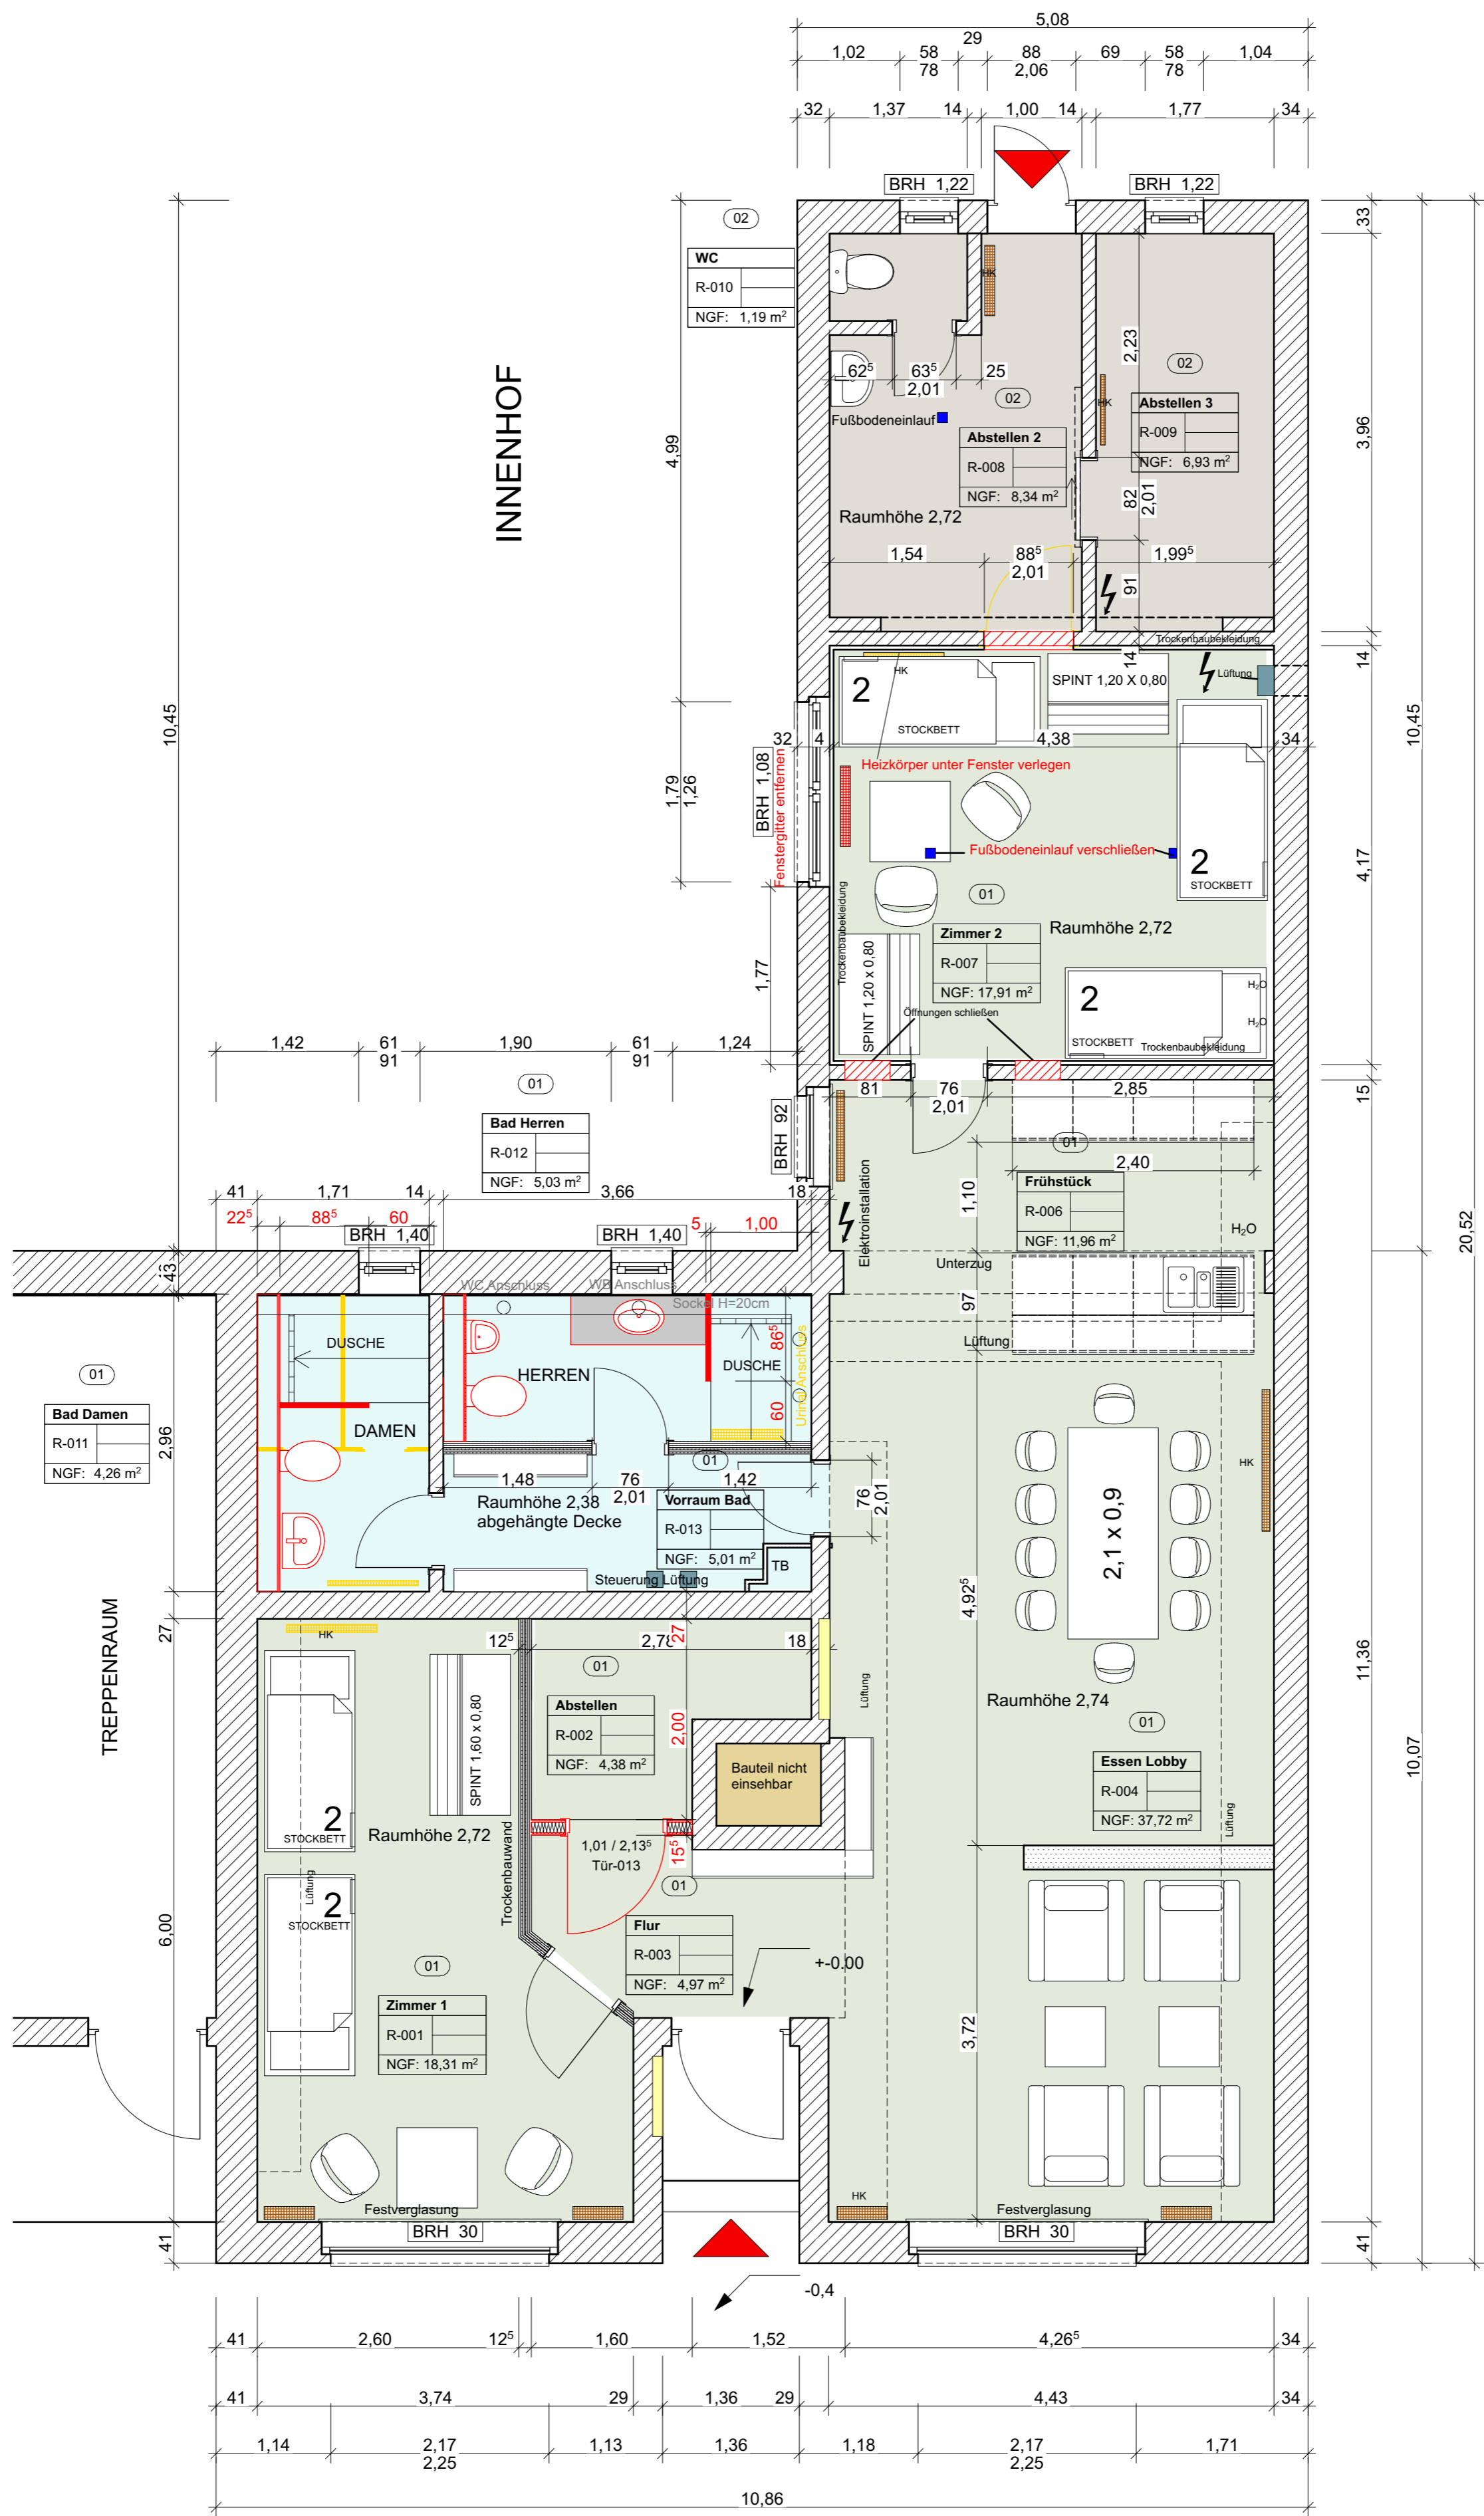 5,08
29
1,02
58
78
88
2,06
69
58
78
1,04
32
1,37
14
1,00
14
1,77
34
BRH 1,22
BRH 1,22
02
WC
R-010
NGF: 1,19 m²
HK
INNENHOF
10,45
4,99
62⁵
63⁵
2,01
25
Fußbodeneinlauf
02
Abstellen 2
R-008
NGF: 8,34 m²
Raumhöhe 2,72
2,23
02
HK
Abstellen 3
R-009
NGF: 6,93 m²
82
2,01
1,54
88⁵
2,01
1,99⁵
91
33
3,96
14
4,17
15
10,45
20,52
Trockenbaubekleidung
14
Lüftung
HK
2
STOCKBETT
SPINT 1,20 X 0,80
32
4
4,38
34
Heizkörper unter Fenster verlegen
1,79
1,26
BRH 1,08
Fenstergitter entfernen
Fußbodeneinlauf verschließen
2
STOCKBETT
01
Trockenbaubekleidung
Zimmer 2
R-007
NGF: 17,91 m²
Raumhöhe 2,72
SPINT 1,20 x 0,80
Öffnungen schließen
2
STOCKBETT
H₂O
H₂O
Trockenbaubekleidung
1,77
1,42
61
91
1,90
61
91
1,24
01
Bad Herren
R-012
NGF: 5,03 m²
BRH 92
81
76
2,01
2,85
01
2,40
1,10
Frühstück
R-006
NGF: 11,96 m²
H₂O
Elektroinstallation
Unterzug
97
Lüftung
41
1,71
14
3,66
18
22⁵
88⁵
60
5
1,00
BRH 1,40
BRH 1,40
43
WC Anschluss
WB Anschluss
Sockel H=20cm
DUSCHE
HERREN
86⁵
DUSCHE
60
Urinal Anschluss
DAMEN
01
Bad Damen
R-011
NGF: 4,26 m²
2,96
1,48
76
2,01
1,42
01
Raumhöhe 2,38
abgehängte Decke
Vorraum Bad
R-013
NGF: 5,01 m²
Steuerung Lüftung
TB
76
2,01
HK
2,1 x 0,9
4,92⁵
11,36
10,07
TREPPENRAUM
27
HK
12⁵
2,78
27
18
01
SPINT 1,60 x 0,80
Abstellen
R-002
NGF: 4,38 m²
2,00
Lüftung
Raumhöhe 2,74
01
Essen Lobby
R-004
NGF: 37,72 m²
Lüftung
Bauteil nicht
einsehbar
2
STOCKBETT
Raumhöhe 2,72
1,01 / 2,13⁵
Tür-013
15⁵
Trockenbauwand
01
2
STOCKBETT
Lüftung
6,00
Flur
R-003
NGF: 4,97 m²
+-0.00
01
Zimmer 1
R-001
NGF: 18,31 m²
3,72
Festverglasung
BRH 30
HK
Festverglasung
BRH 30
41
41
-0,4
41
2,60
12⁵
1,60
1,52
4,26⁵
34
41
3,74
29
1,36
29
4,43
34
1,14
2,17
2,25
1,13
1,36
1,18
2,17
2,25
1,71
10,86